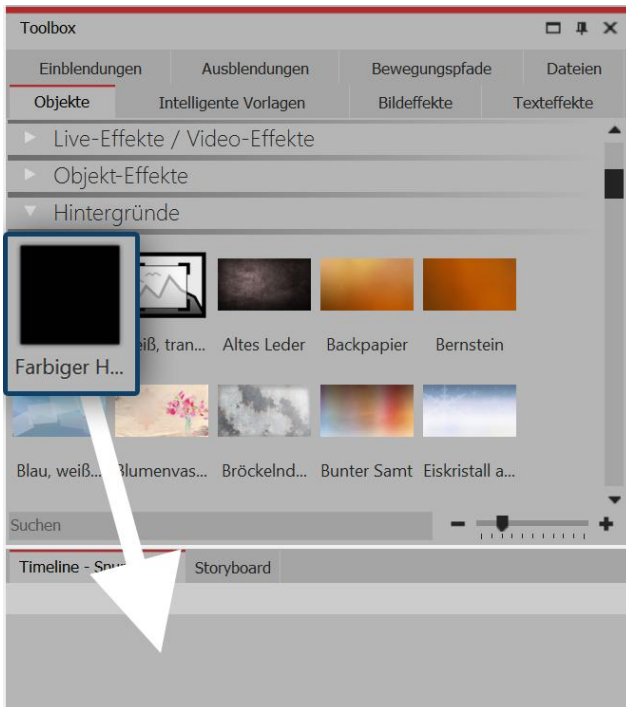 Toolbox
Einblendungen Ausblendungen Bewegungspfade Dateien
Objekte Intelligente Vorlagen Bildeffekte Texteffekte
Live-Effekte / Video-Effekte
Objekt-Effekte
Hintergründe
Farbiger H...
tran... Altes Leder Backpapier Bernstein
Blau, weiß... Bröckelnd... Bunter Samt Eiskristall a...
Suchen
Timeline - Storyboard